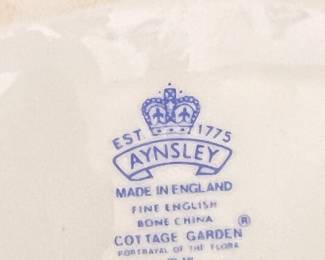 EST 1775
AYNSLEY
MADE IN ENGLAND
FINE ENGLISH
BONE CHINA
COTTAGE GARDEN ®
PORTRAYAL OF THE FLORA